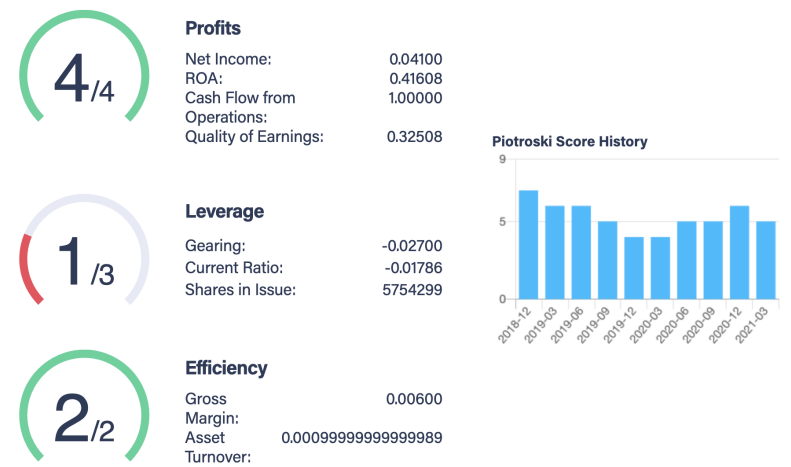 4/4
Profits
Net Income: 0.04100
ROA: 0.41608
Cash Flow from 1.00000
Operations:
Quality of Earnings: 0.32508
1/3
Leverage
Gearing: -0.02700
Current Ratio: -0.01786
Shares in Issue: 5754299
2/2
Efficiency
Gross 0.00600
Margin:
Asset 0.00099999999999989
Turnover:
Piotroski Score History
9
5
0
2018-12
2019-03
2019-06
2019-09
2019-12
2020-03
2020-06
2020-09
2020-12
2021-03